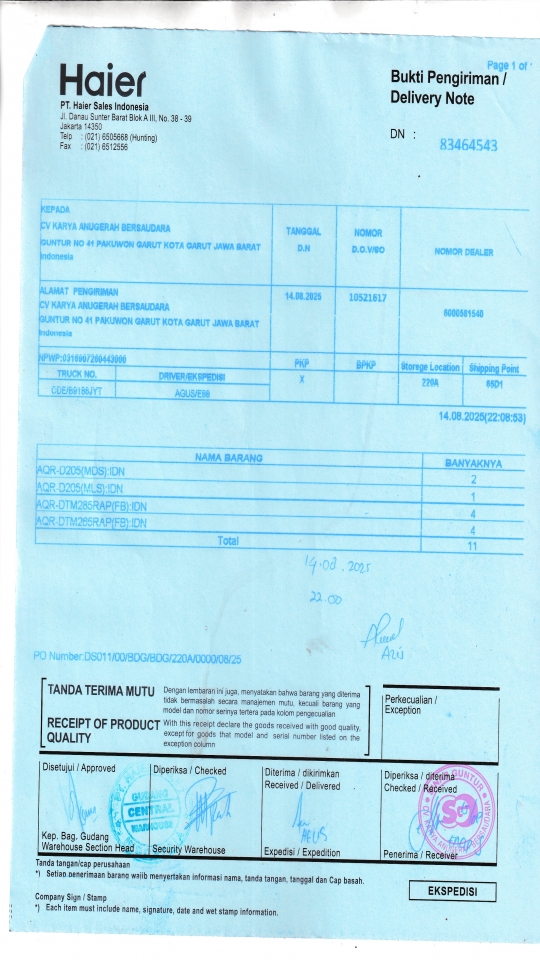 Page 1 of
Haier
Bukti Pengiriman /
Delivery Note
PT. Haier Sales Indonesia
Jl. Danau Sunter Barat Blok A III, No. 38 - 39
Jakarta 14350
Telp : (021) 6505668 (Hunting)
Fax : (021) 6512556
DN : 83464543
KEPADA
CV KARYA ANUGERAH BERSAUDARA
GUNTUR NO 41 PAKUWON GARUT KOTA GARUT JAWA BARAT
Indonesia
TANGGAL
D.N
NOMOR
D.O.V/SO
NOMOR DEALER
ALAMAT PENGIRIMAN
CV KARYA ANUGERAH BERSAUDARA
GUNTUR NO 41 PAKUWON GARUT KOTA GARUT JAWA BARAT
Indonesia
14.08.2025
10521617
6000581540
PKP
BPKP
Storege Location
Shipping Point
TRUCK NO.
DRIVER/EKSPEDISI
X
220A
65D1
AGUS/E86
14.08.2025(22:08:53)
NAMA BARANG BANYAKNYA
AQR-D205(MDS):IDN 2
AQR-D205(MLS):IDN 1
AQR-DTM285RAP(FB):IDN 4
AQR-DTM285RAP(FB):IDN 4
Total 11
14.08.2025
22.00
Azis
PO Number:DS011/00/BDG/BDG/220A/0000/08/25
TANDA TERIMA MUTU
Dengan lembaran ini juga, menyatakan bahwa barang yang diterima
tidak bermasalah secara manajemen mutu, kecuali barang yang
model dan nomor serinya tertera pada kolom pengecualian
RECEIPT OF PRODUCT
QUALITY
With this receipt declare the goods received with good quality,
except for goods that model and serial number listed on the
exception column
Perkecualian /
Exception
Disetujui / Approved
Diperiksa / Checked
Diterima / dikirimkan
Received / Delivered
Diperiksa / diterima
Checked / Received
GUDANG
CENTRAL
WAREHOUSE
AGUS
GUNTUR
Kep. Bag. Gudang
Warehouse Section Head
Security Warehouse
Expedisi / Expedition
Penerima / Receiver
Tanda tangan/cap perusahaan
*) Setiap penerimaan barang wajib menyertakan informasi nama, tanda tangan, tanggal dan Cap basah.
EKSPEDISI
Company Sign / Stamp
*) Each item must include name, signature, date and wet stamp information.